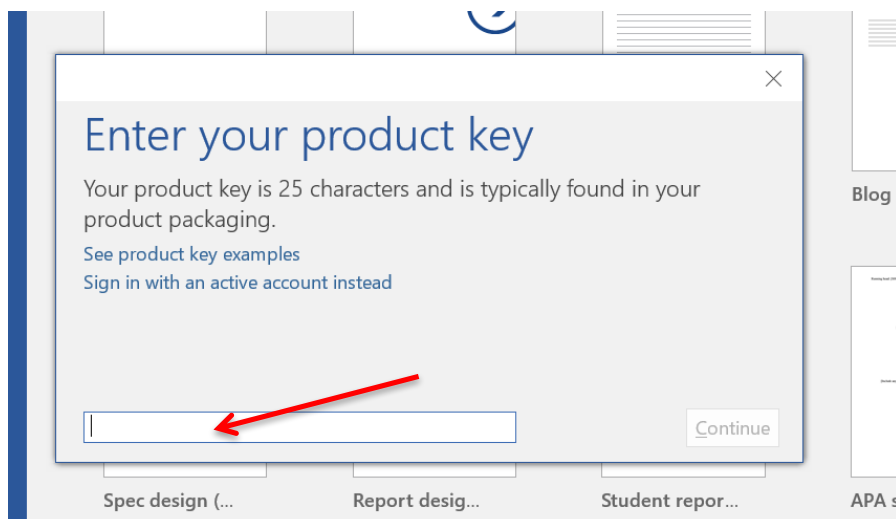 Enter your product key
Your product key is 25 characters and is typically found in your
product packaging.
See product key examples
Sign in with an active account instead
Continue
Blog
Spec design (...
Report desig...
Student repor...
APA s